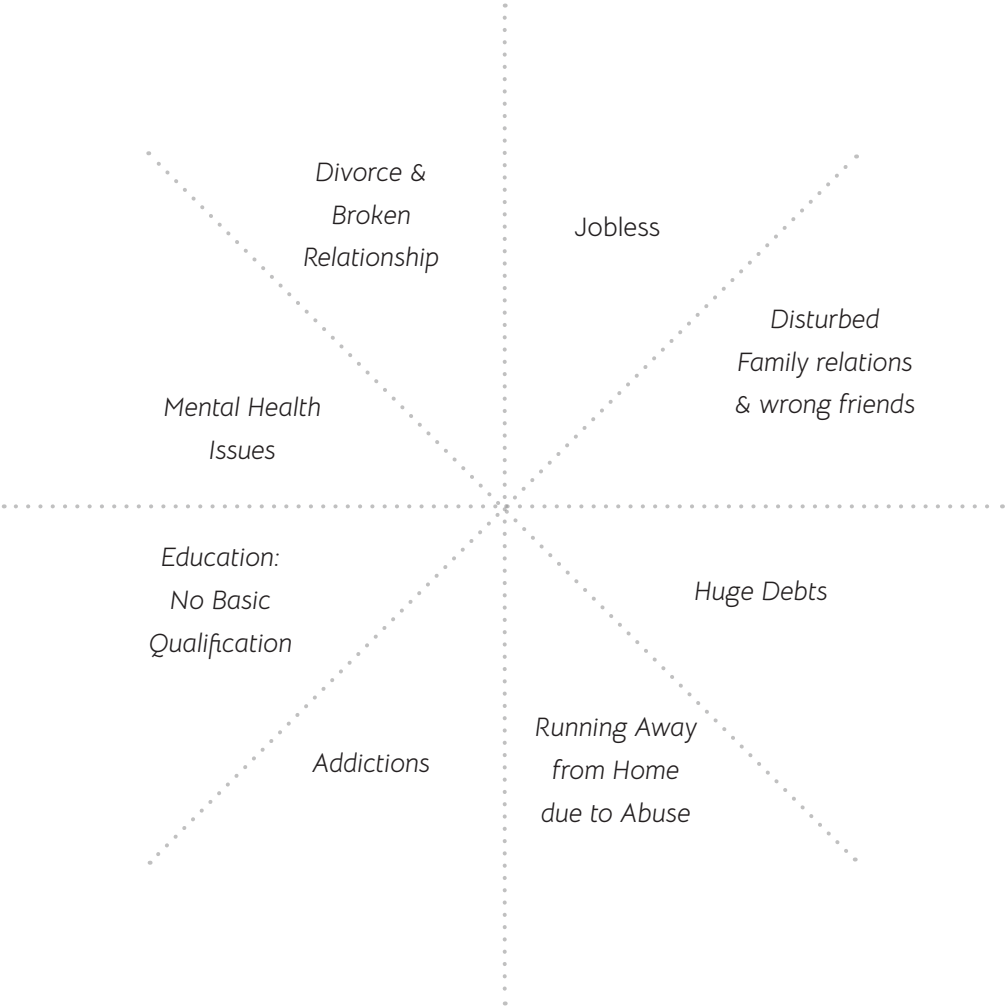 Divorce &
Broken
Relationship
Jobless
Disturbed
Family relations
& wrong friends
Mental Health
Issues
Education:
No Basic
Qualification
Huge Debts
Addictions
Running Away
from Home
due to Abuse